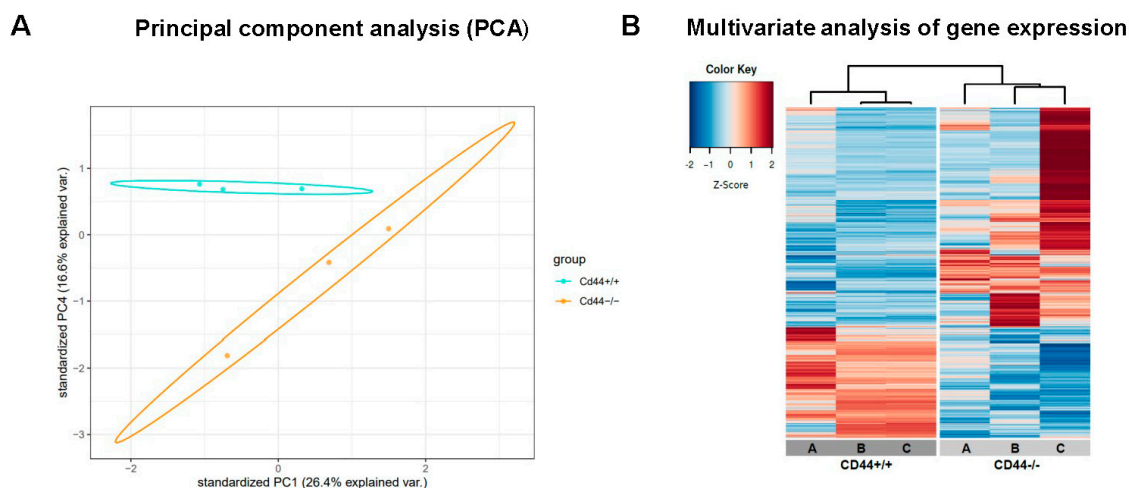 A
Principal component analysis (PCA)
standardized PC4 (16.6% explained var.)
1
0
−1
−2
−3
−2
0
2
standardized PC1 (26.4% explained var.)
group
Cd44+/+
Cd44−/−
B
Multivariate analysis of gene expression
Color Key
-2 -1 0 1 2
Z-Score
A B C A B C
CD44+/+ CD44-/-